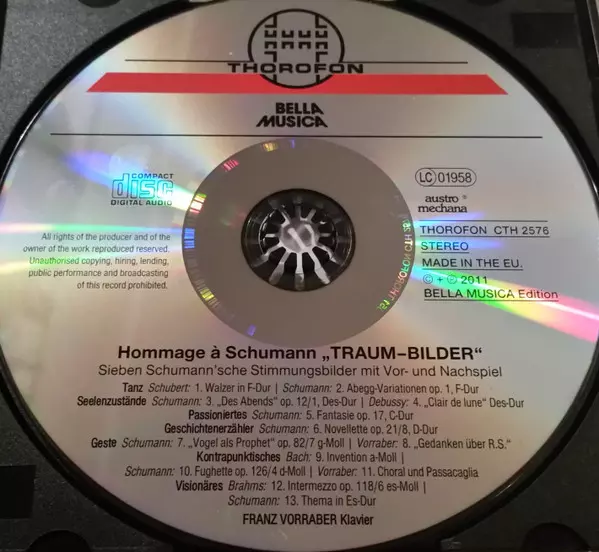 THOROFON
BELLA
MUSICA
COMPACT
disc
DIGITAL AUDIO
LC 01958
austro ®
mechana
All rights of the producer and of the
owner of the work reproduced reserved.
Unauthorised copying, hiring, lending,
public performance and broadcasting
of this record prohibited.
THOROFON CTH 2576
STEREO
MADE IN THE EU.
© + ℗ 2011
BELLA MUSICA Edition
Hommage à Schumann „TRAUM–BILDER“
Sieben Schumann'sche Stimmungsbilder mit Vor- und Nachspiel
Tanz Schubert: 1. Walzer in F-Dur | Schumann: 2. Abegg-Variationen op. 1, F-Dur
Seelenzustände Schumann: 3. „Des Abends" op. 12/1, Des-Dur | Debussy: 4. „Clair de lune" Des-Dur
Passioniertes Schumann: 5. Fantasie op. 17, C-Dur
Geschichtenerzähler Schumann: 6. Novellette op. 21/8, D-Dur
Geste Schumann: 7. „Vogel als Prophet" op. 82/7 g-Moll | Vorraber: 8. „Gedanken über R.S.“
Kontrapunktisches Bach: 9. Invention a-Moll |
Schumann: 10. Fughette op. 126/4 d-Moll | Vorraber: 11. Choral und Passacaglia
Visionäres Brahms: 12. Intermezzo op. 118/6 es-Moll |
Schumann: 13. Thema in Es-Dur
FRANZ VORRABER Klavier